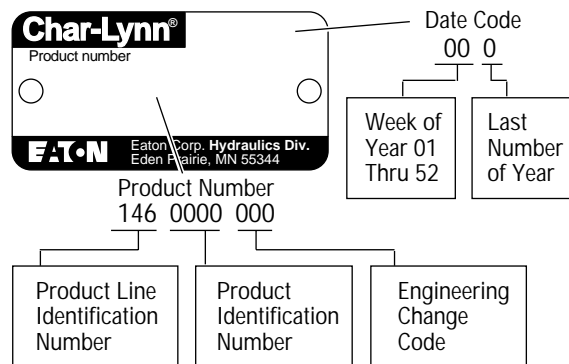 Char-Lynn®
Product number
EATON
Eaton Corp. Hydraulics Div.
Eden Prairie, MN 55344
Date Code
00 0
Week of
Year 01
Thru 52
Last
Number
of Year
Product Number
146 0000 000
Product Line
Identification
Number
Product
Identification
Number
Engineering
Change
Code